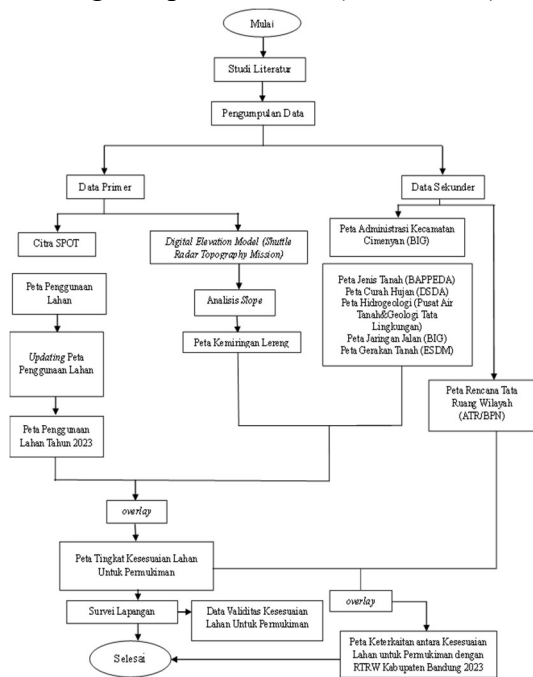 Mulai
Studi Literatur
Pengumpulan Data
Data Primer
Data Sekunder
Citra SPOT
Digital Elevation Model (Shuttle
Radar Topography Mission)
Peta Administrasi Kecamatan
Cimenyan (BIG)
Peta Penggunaan
Lahan
Analisis Slope
Peta Jenis Tanah (BAPPEDA)
Peta Curah Hujan (DSDA)
Peta Hidrogeologi (Pusat Air
Tanah&Geologi Tata
Lingkungan)
Peta Jaringan Jalan (BIG)
Peta Gerakan Tanah (ESDM)
Updating Peta
Penggunaan Lahan
Peta Kemiringan Lereng
Peta Rencana Tata
Ruang Wilayah
(ATR/BPN)
Peta Penggunaan
Lahan Tahun 2023
overlay
Peta Tingkat Kesesuaian Lahan
Untuk Permukiman
Survei Lapangan
Data Validitas Kesesuaian
Lahan Untuk Permukiman
overlay
Selesai
Peta Keterkaitan antara Kesesuaian
Lahan untuk Permukiman dengan
RTRW Kabupaten Bandung 2023